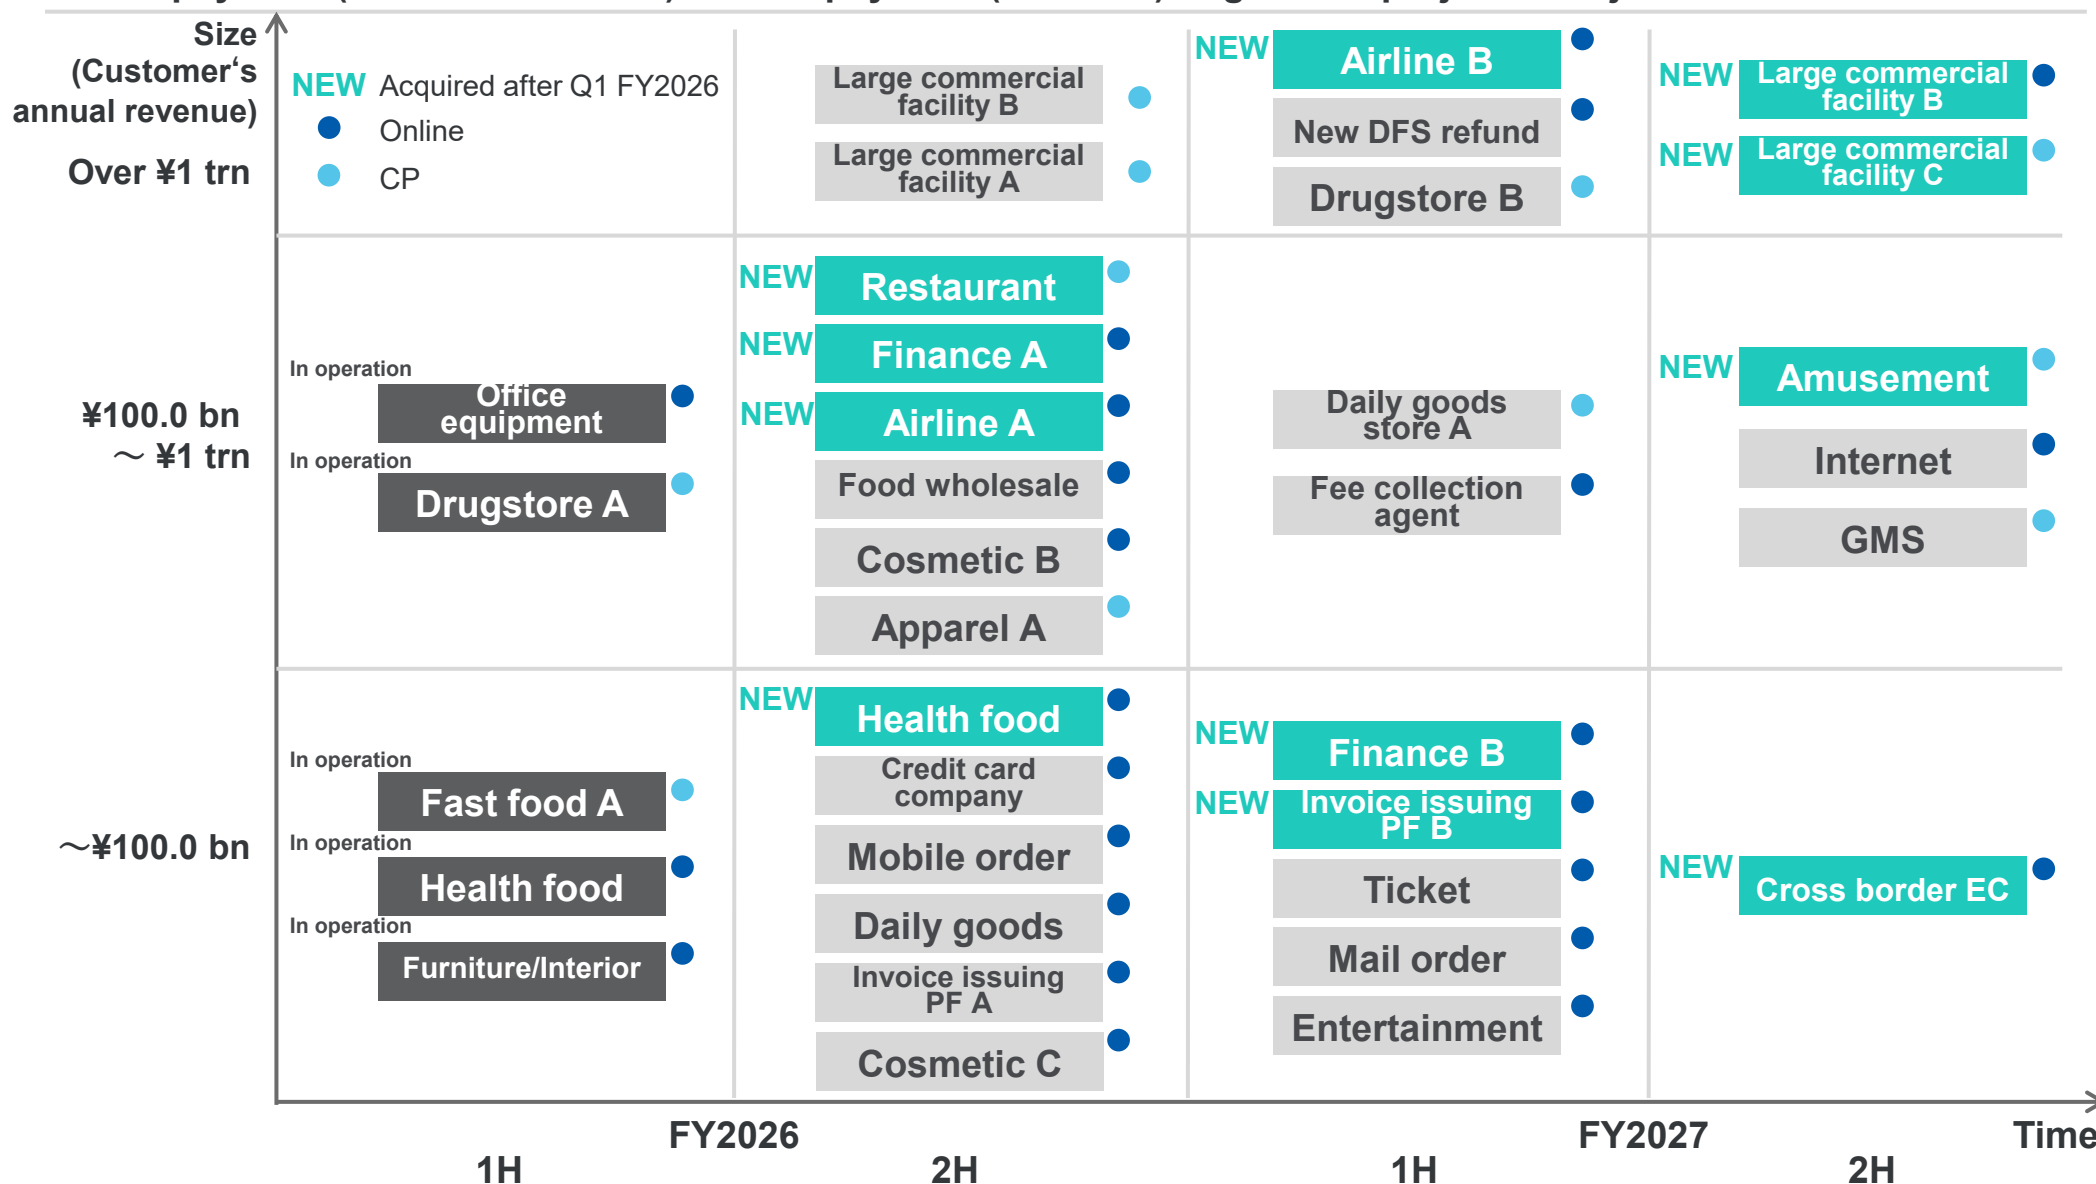 Size
(Customer‘s
annual revenue)
NEW Acquired after Q1 FY2026
Online
CP
Over ¥1 trn
Large commercial
facility B
Large commercial
facility A
NEW
Airline B
New DFS refund
Drugstore B
NEW
Large commercial
facility B
NEW
Large commercial
facility C
¥100.0 bn
～ ¥1 trn
In operation
Office
equipment
In operation
Drugstore A
NEW
Restaurant
NEW
Finance A
NEW
Airline A
Food wholesale
Cosmetic B
Apparel A
Daily goods
store A
Fee collection
agent
NEW
Amusement
Internet
GMS
～¥100.0 bn
In operation
Fast food A
In operation
Health food
In operation
Furniture/Interior
NEW
Health food
Credit card
company
Mobile order
Daily goods
Invoice issuing
PF A
Cosmetic C
NEW
Finance B
NEW
Invoice issuing
PF B
Ticket
Mail order
Entertainment
NEW
Cross border EC
FY2026
FY2027
Time
1H
2H
1H
2H